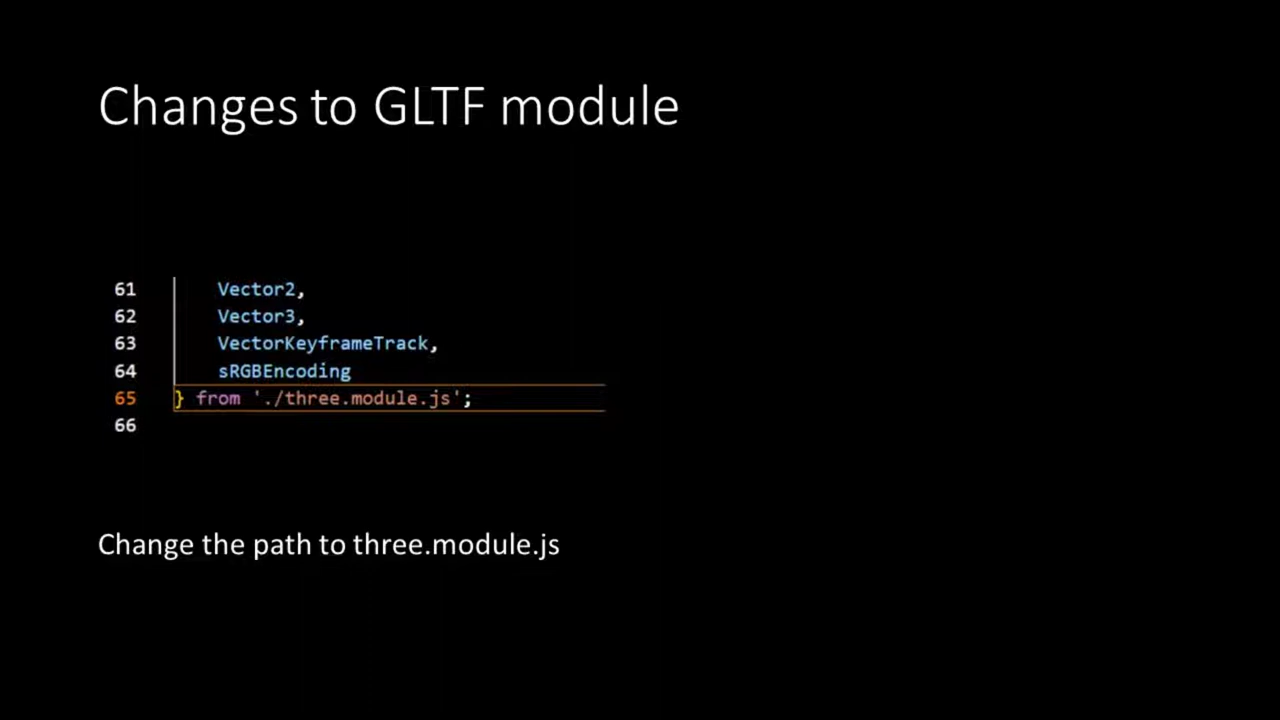 Changes to GLTF module
61 Vector2,
62 Vector3,
63 VectorKeyframeTrack,
64 sRGBEncoding
65 } from './three.module.js';
66
Change the path to three.module.js